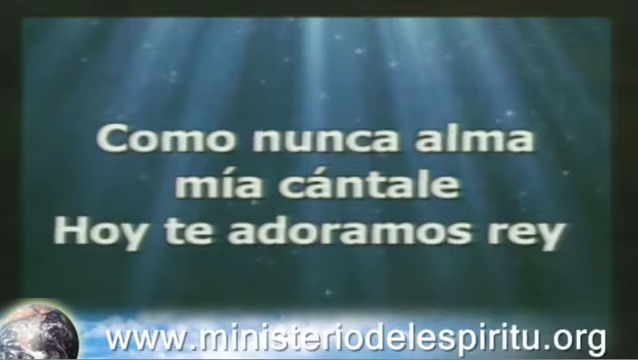 Como nunca alma
mía cántale
Hoy te adoramos rey
www.ministeriodelespiritu.org